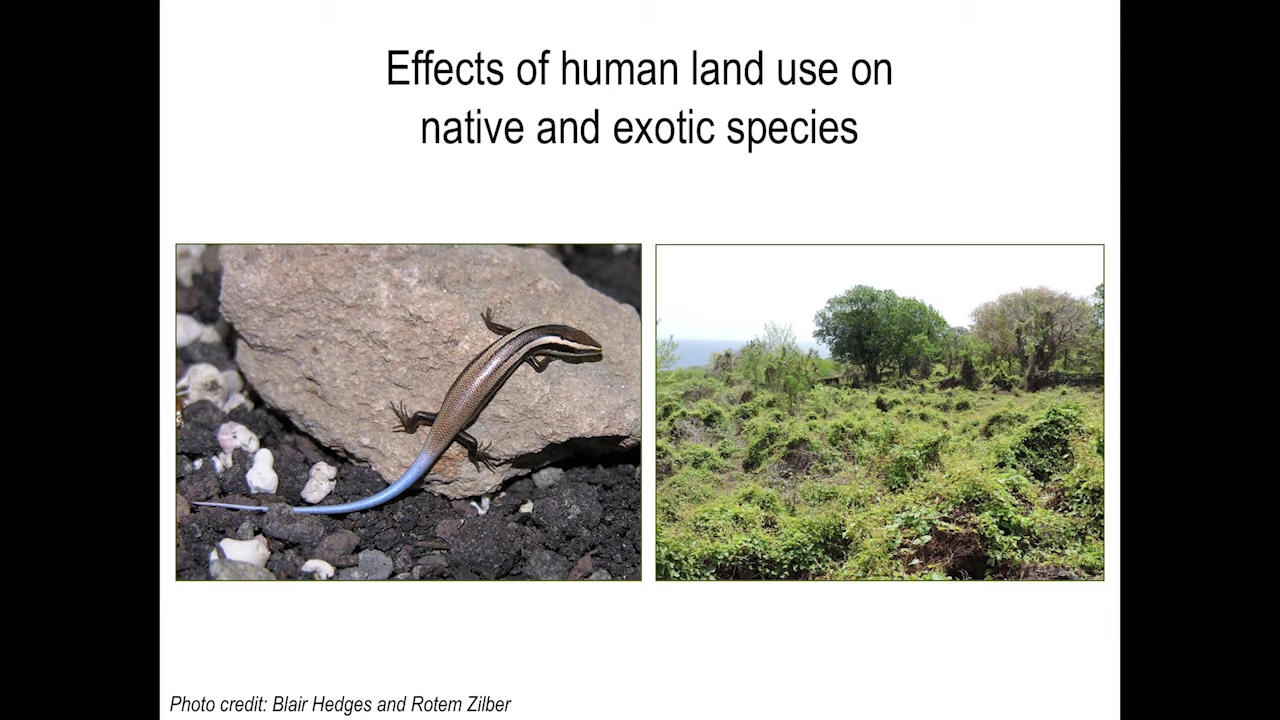 Effects of human land use on
native and exotic species
Photo credit: Blair Hedges and Rotem Zilber